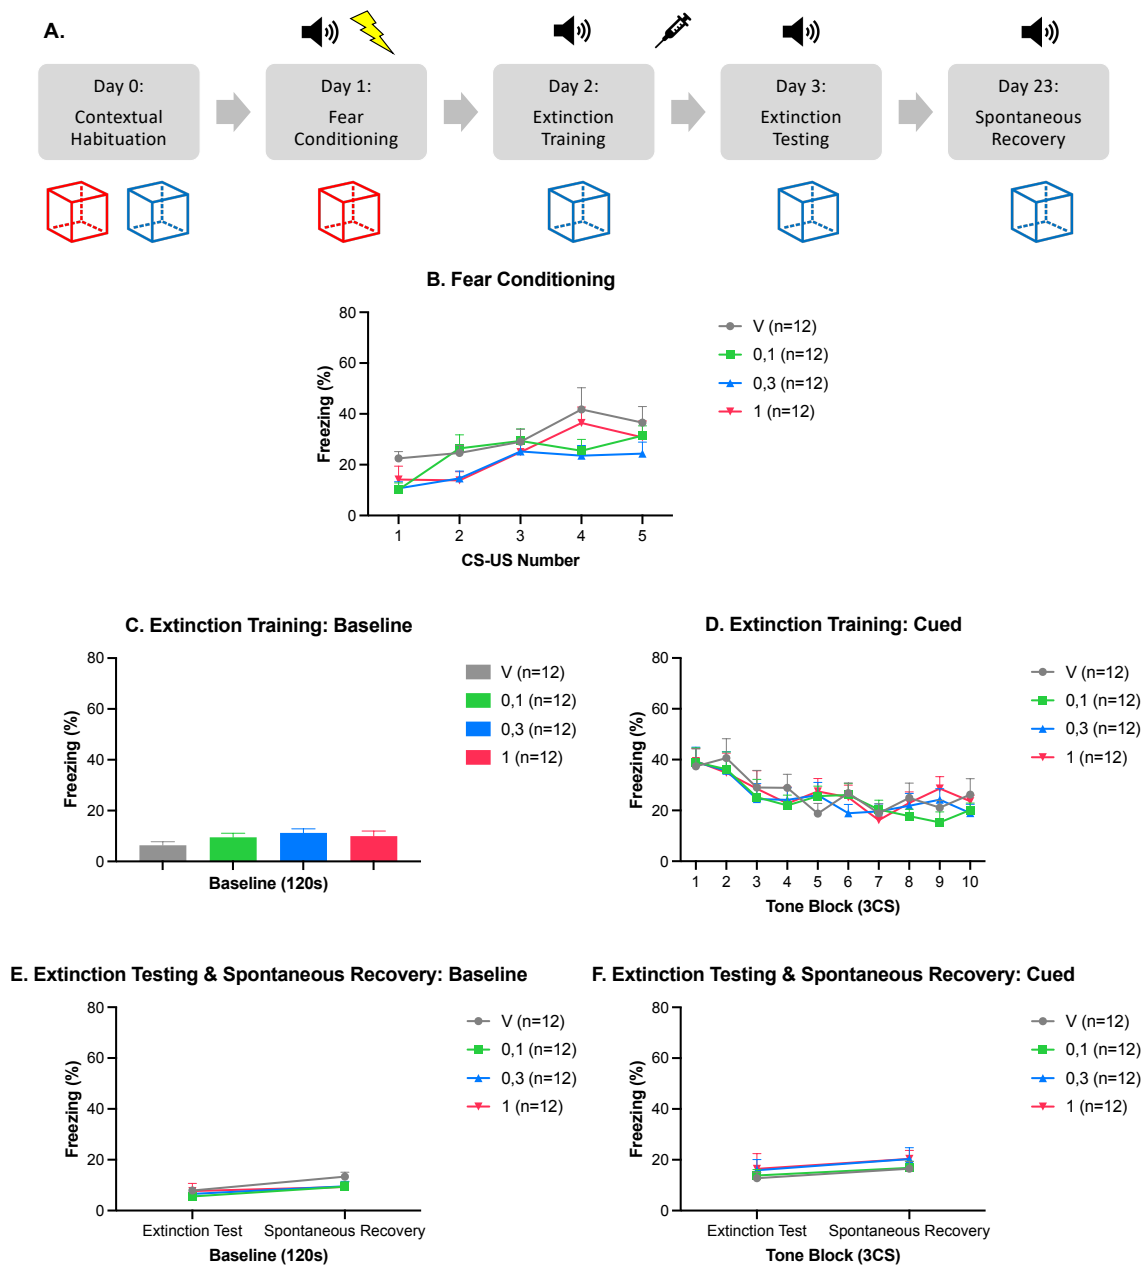 A.
Day 0:
Contextual
Habituation
Day 1:
Fear
Conditioning
Day 2:
Extinction
Training
Day 3:
Extinction
Testing
Day 23:
Spontaneous
Recovery
B. Fear Conditioning
Freezing (%)
80
60
40
20
0
1 2 3 4 5
CS-US Number
V (n=12)
0,1 (n=12)
0,3 (n=12)
1 (n=12)
C. Extinction Training: Baseline
Freezing (%)
80
60
40
20
0
Baseline (120s)
V (n=12)
0,1 (n=12)
0,3 (n=12)
1 (n=12)
D. Extinction Training: Cued
Freezing (%)
80
60
40
20
0
1 2 3 4 5 6 7 8 9 10
Tone Block (3CS)
V (n=12)
0,1 (n=12)
0,3 (n=12)
1 (n=12)
E. Extinction Testing & Spontaneous Recovery: Baseline
Freezing (%)
80
60
40
20
0
Extinction Test Spontaneous Recovery
Baseline (120s)
V (n=12)
0,1 (n=12)
0,3 (n=12)
1 (n=12)
F. Extinction Testing & Spontaneous Recovery: Cued
Freezing (%)
80
60
40
20
0
Extinction Test Spontaneous Recovery
Tone Block (3CS)
V (n=12)
0,1 (n=12)
0,3 (n=12)
1 (n=12)